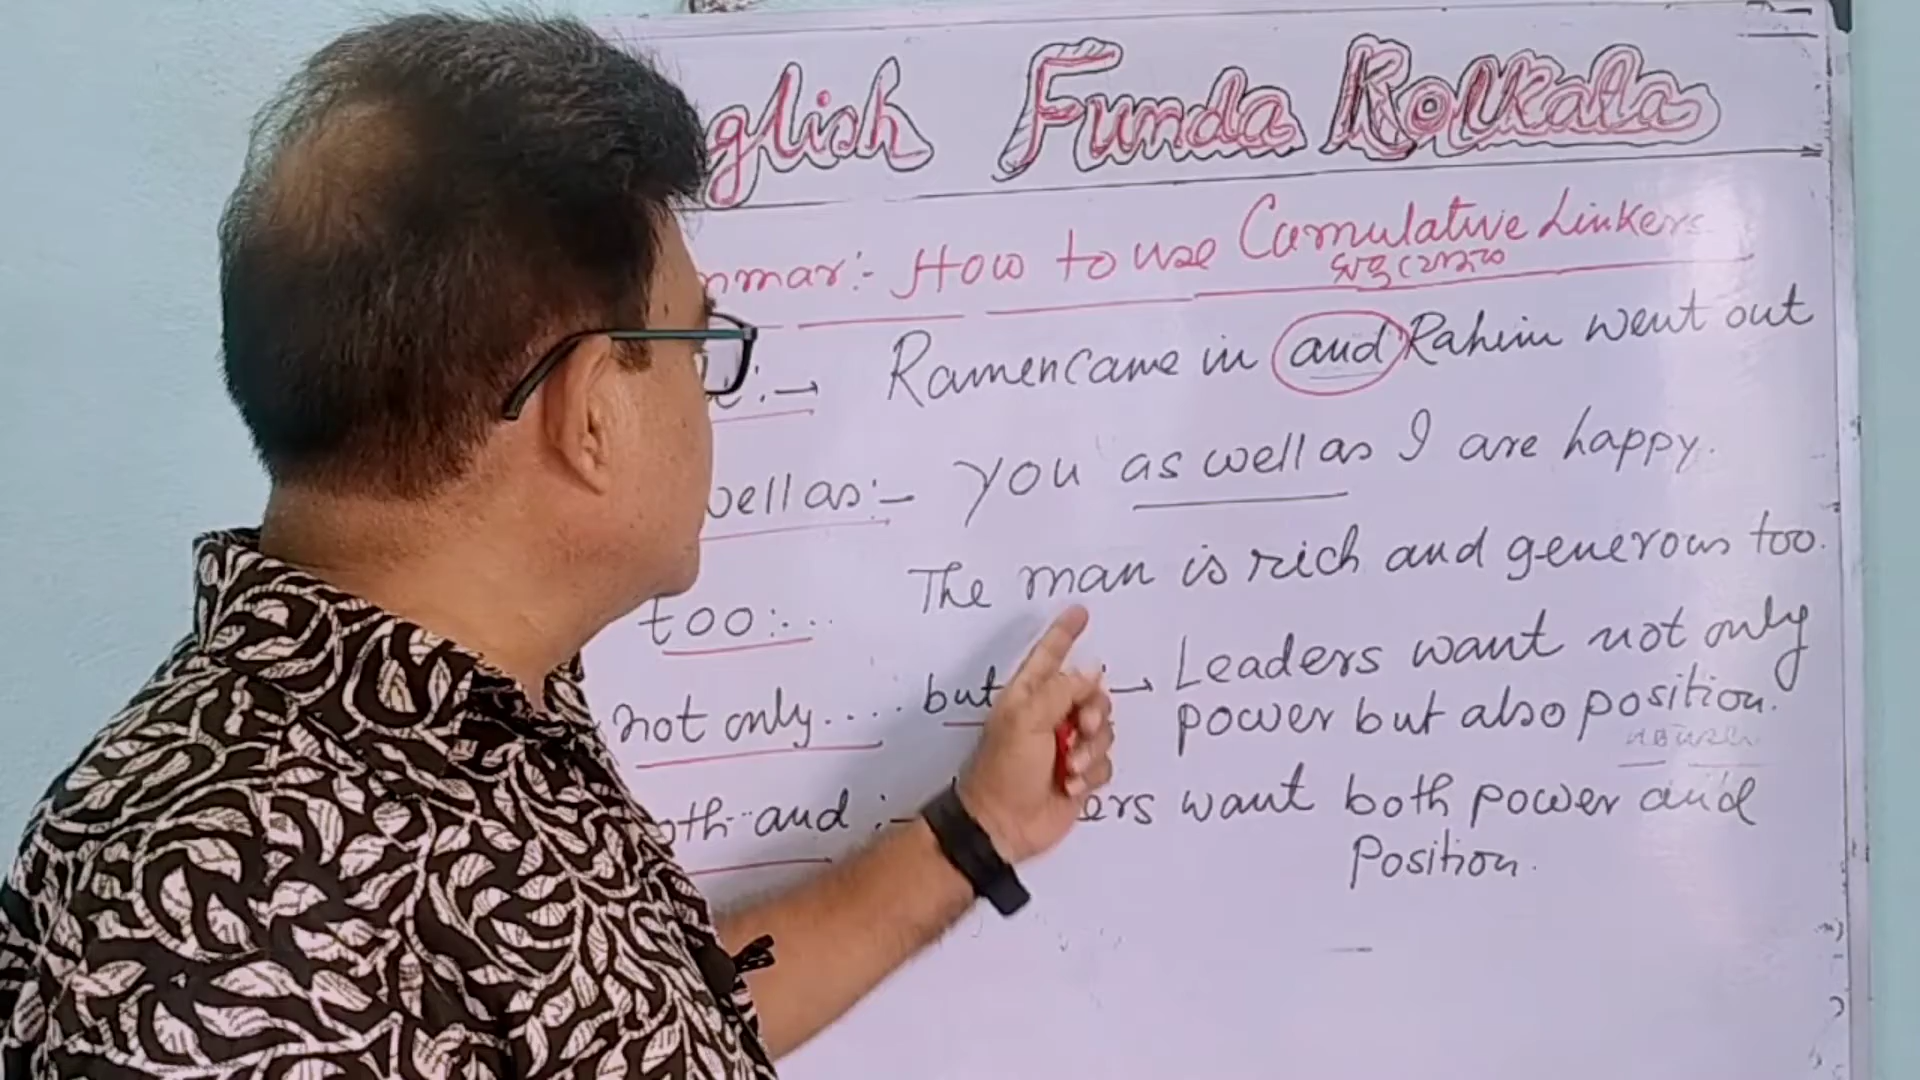 glish Funda Kolkata
mmar:- How to use Cumulative Linkers
:→ Ramen came in and Rahim went out
well as:- You as well as I are happy.
too:... The man is rich and generous too.
not only.... but → Leaders want not only
power but also position.
oth and :- ers want both power and
Position.